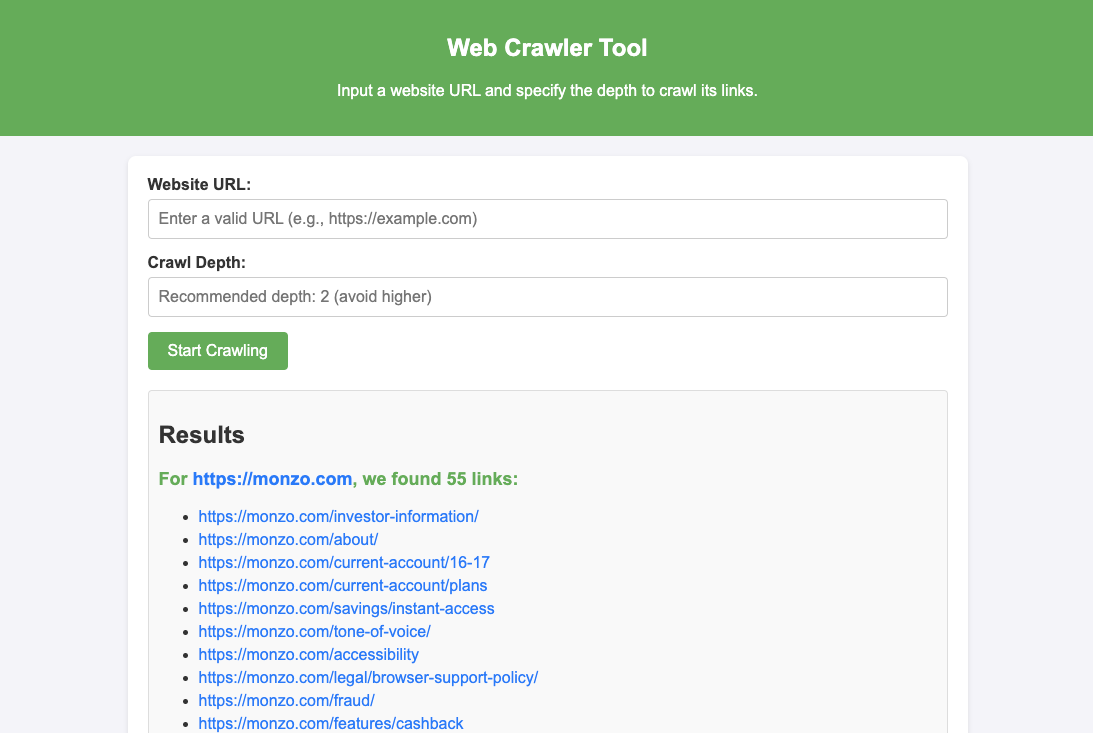 Web Crawler Tool
Input a website URL and specify the depth to crawl its links.
Website URL:
Enter a valid URL (e.g., https://example.com)
Crawl Depth:
Recommended depth: 2 (avoid higher)
Start Crawling
Results
For https://monzo.com, we found 55 links:
https://monzo.com/investor-information/
https://monzo.com/about/
https://monzo.com/current-account/16-17
https://monzo.com/current-account/plans
https://monzo.com/savings/instant-access
https://monzo.com/tone-of-voice/
https://monzo.com/accessibility
https://monzo.com/legal/browser-support-policy/
https://monzo.com/fraud/
https://monzo.com/features/cashback